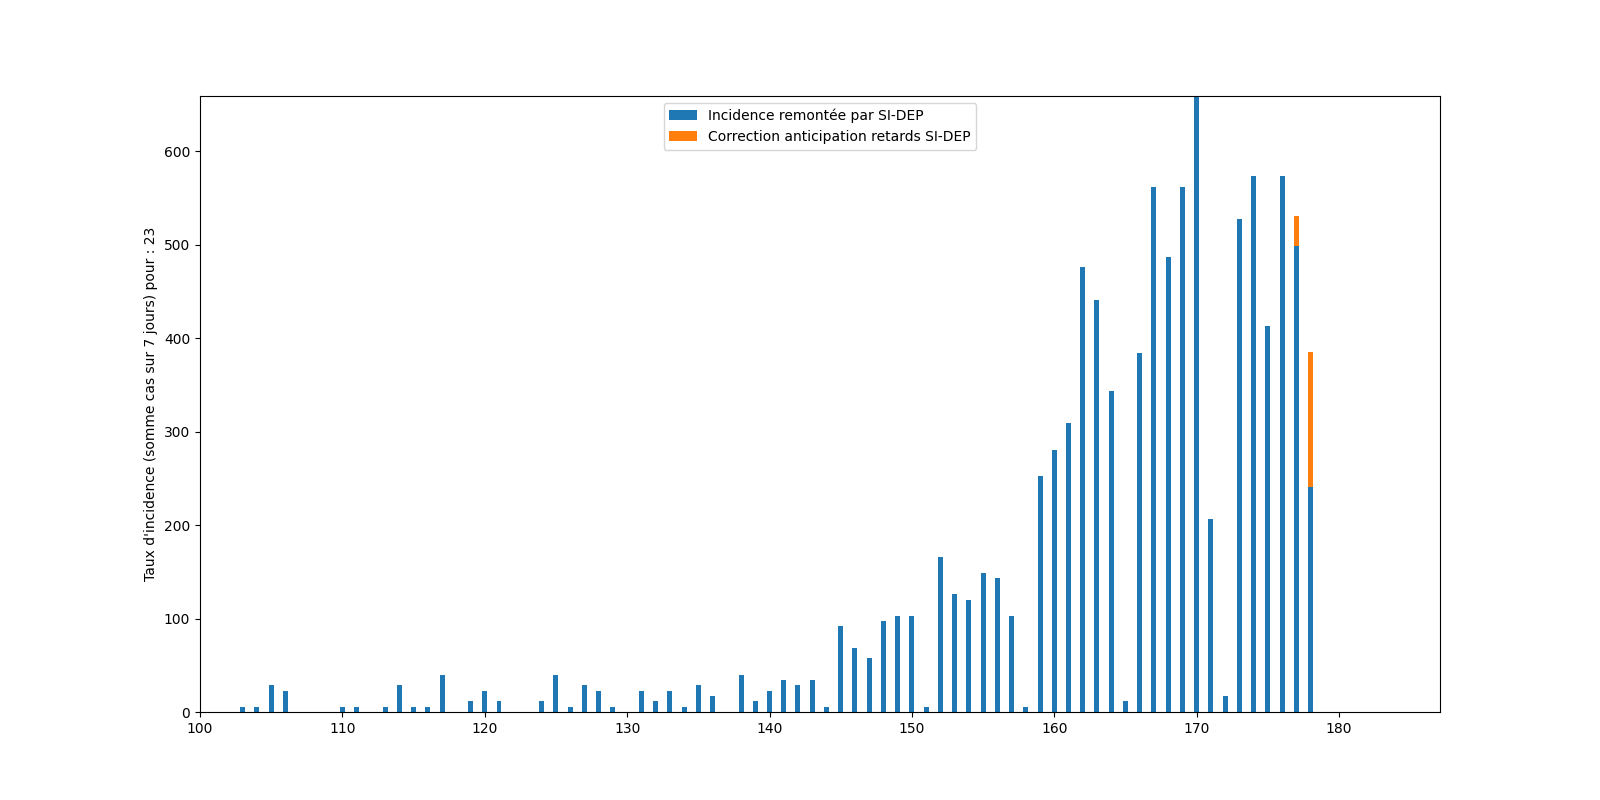 Incidence remontée par SI-DEP
Correction anticipation retards SI-DEP
Taux d'incidence (somme cas sur 7 jours) pour : 23
600
500
400
300
200
100
0
100 110 120 130 140 150 160 170 180